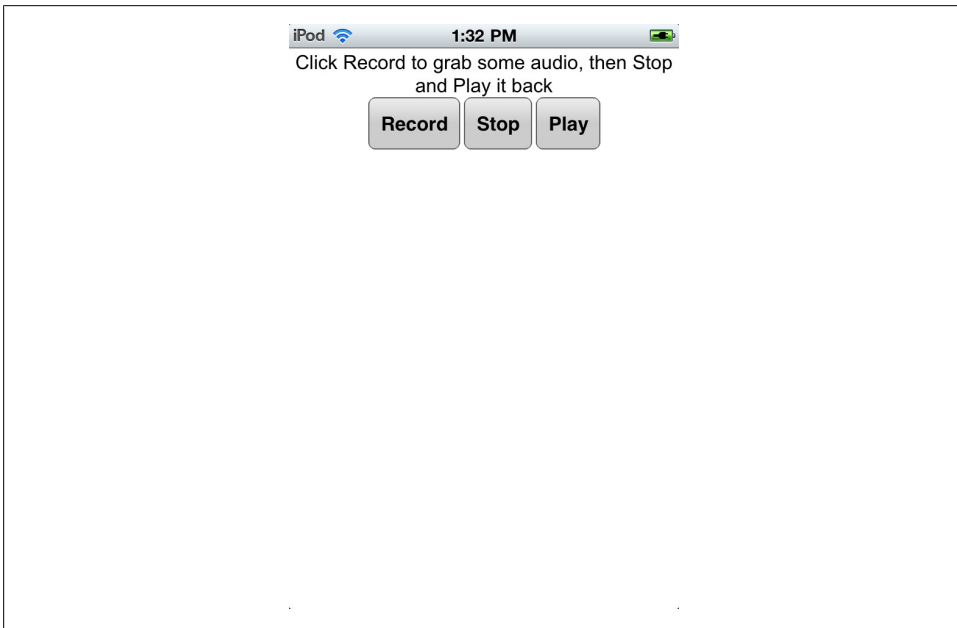 iPod 1:32 PM
Click Record to grab some audio, then Stop
and Play it back
Record Stop Play